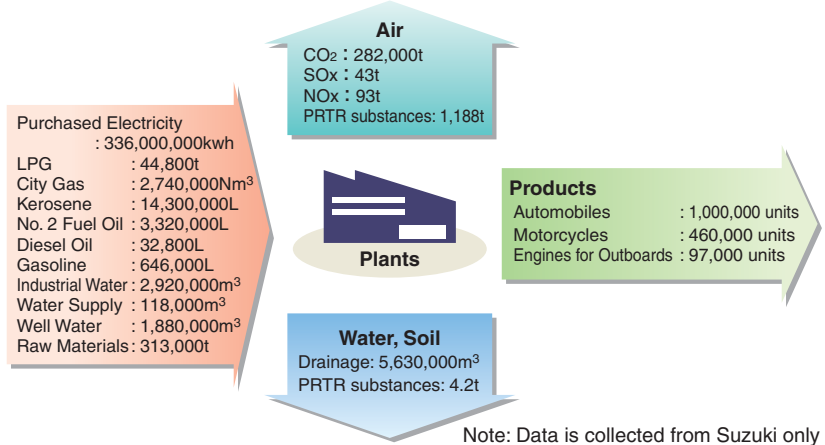 Air
CO2 : 282,000t
SOx : 43t
NOx : 93t
PRTR substances: 1,188t
Purchased Electricity
: 336,000,000kwh
LPG : 44,800t
City Gas : 2,740,000Nm3
Kerosene : 14,300,000L
No. 2 Fuel Oil : 3,320,000L
Diesel Oil : 32,800L
Gasoline : 646,000L
Industrial Water : 2,920,000m3
Water Supply : 118,000m3
Well Water : 1,880,000m3
Raw Materials : 313,000t
Plants
Products
Automobiles : 1,000,000 units
Motorcycles : 460,000 units
Engines for Outboards : 97,000 units
Water, Soil
Drainage: 5,630,000m3
PRTR substances: 4.2t
Note: Data is collected from Suzuki only